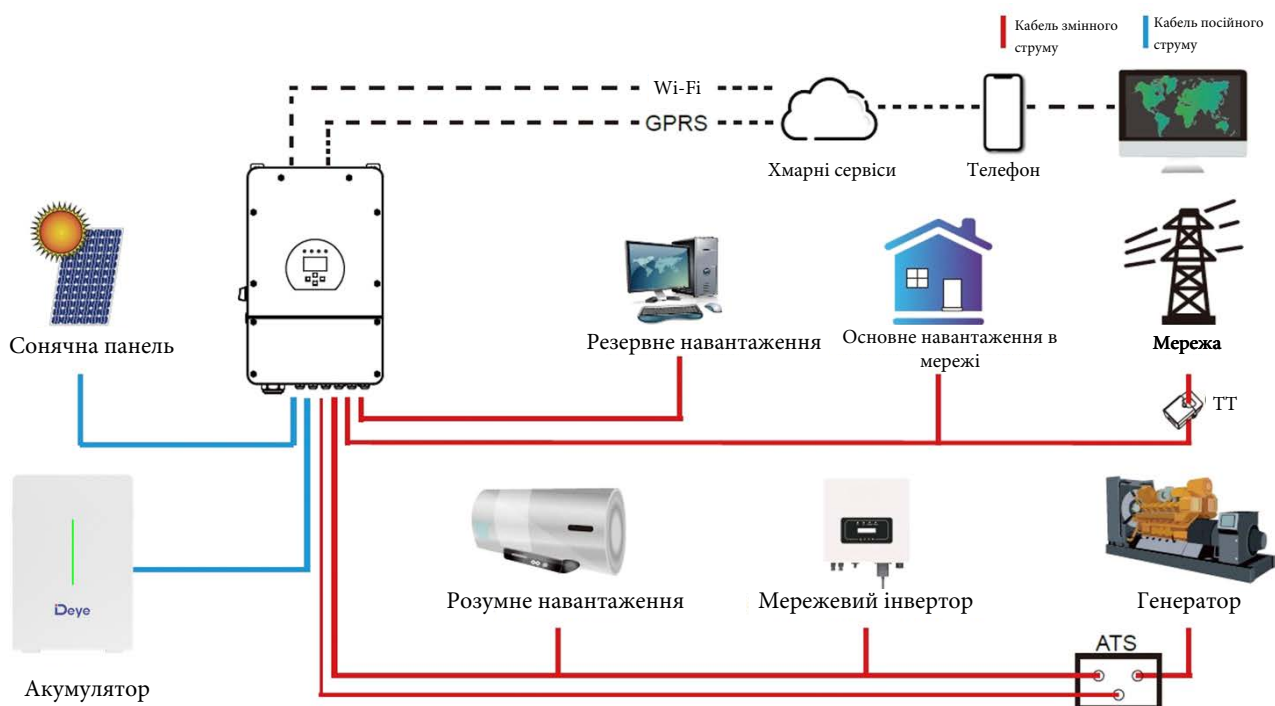 Кабель змінного
струму
Кабель посійного
струму
Wi-Fi
GPRS
Хмарні сервіси
Телефон
Сонячна панель
Резервне навантаження
Основне навантаження в
мережі
Мережа
ТТ
Deye
Розумне навантаження
Мережевий інвертор
Генератор
ATS
Акумулятор